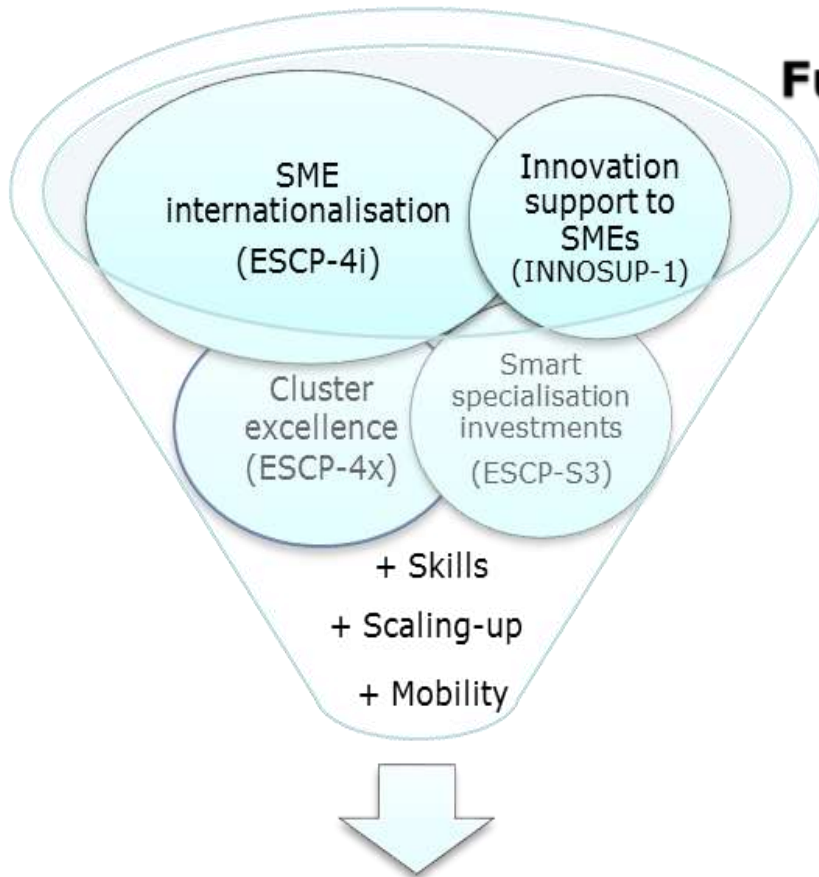 Fu
SME
internationalisation
(ESCP-4i)
Innovation
support to
SMEs
(INNOSUP-1)
Cluster
excellence
(ESCP-4x)
Smart
specialisation
investments
(ESCP-S3)
+ Skills
+ Scaling-up
+ Mobility